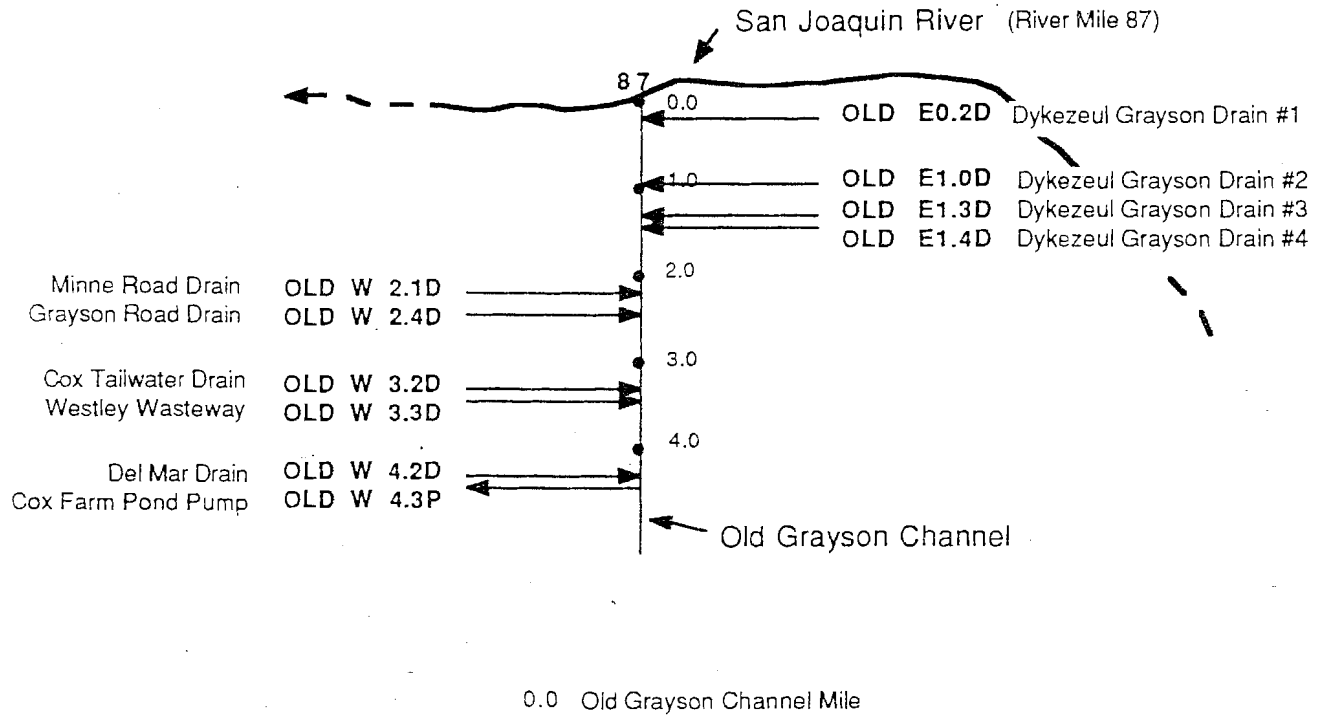 San Joaquin River (River Mile 87)
87
0.0
OLD E0.2D Dykezeul Grayson Drain #1
1.0
OLD E1.0D Dykezeul Grayson Drain #2
OLD E1.3D Dykezeul Grayson Drain #3
OLD E1.4D Dykezeul Grayson Drain #4
2.0
Minne Road Drain OLD W 2.1D
Grayson Road Drain OLD W 2.4D
3.0
Cox Tailwater Drain OLD W 3.2D
Westley Wasteway OLD W 3.3D
4.0
Del Mar Drain OLD W 4.2D
Cox Farm Pond Pump OLD W 4.3P
Old Grayson Channel
0.0 Old Grayson Channel Mile